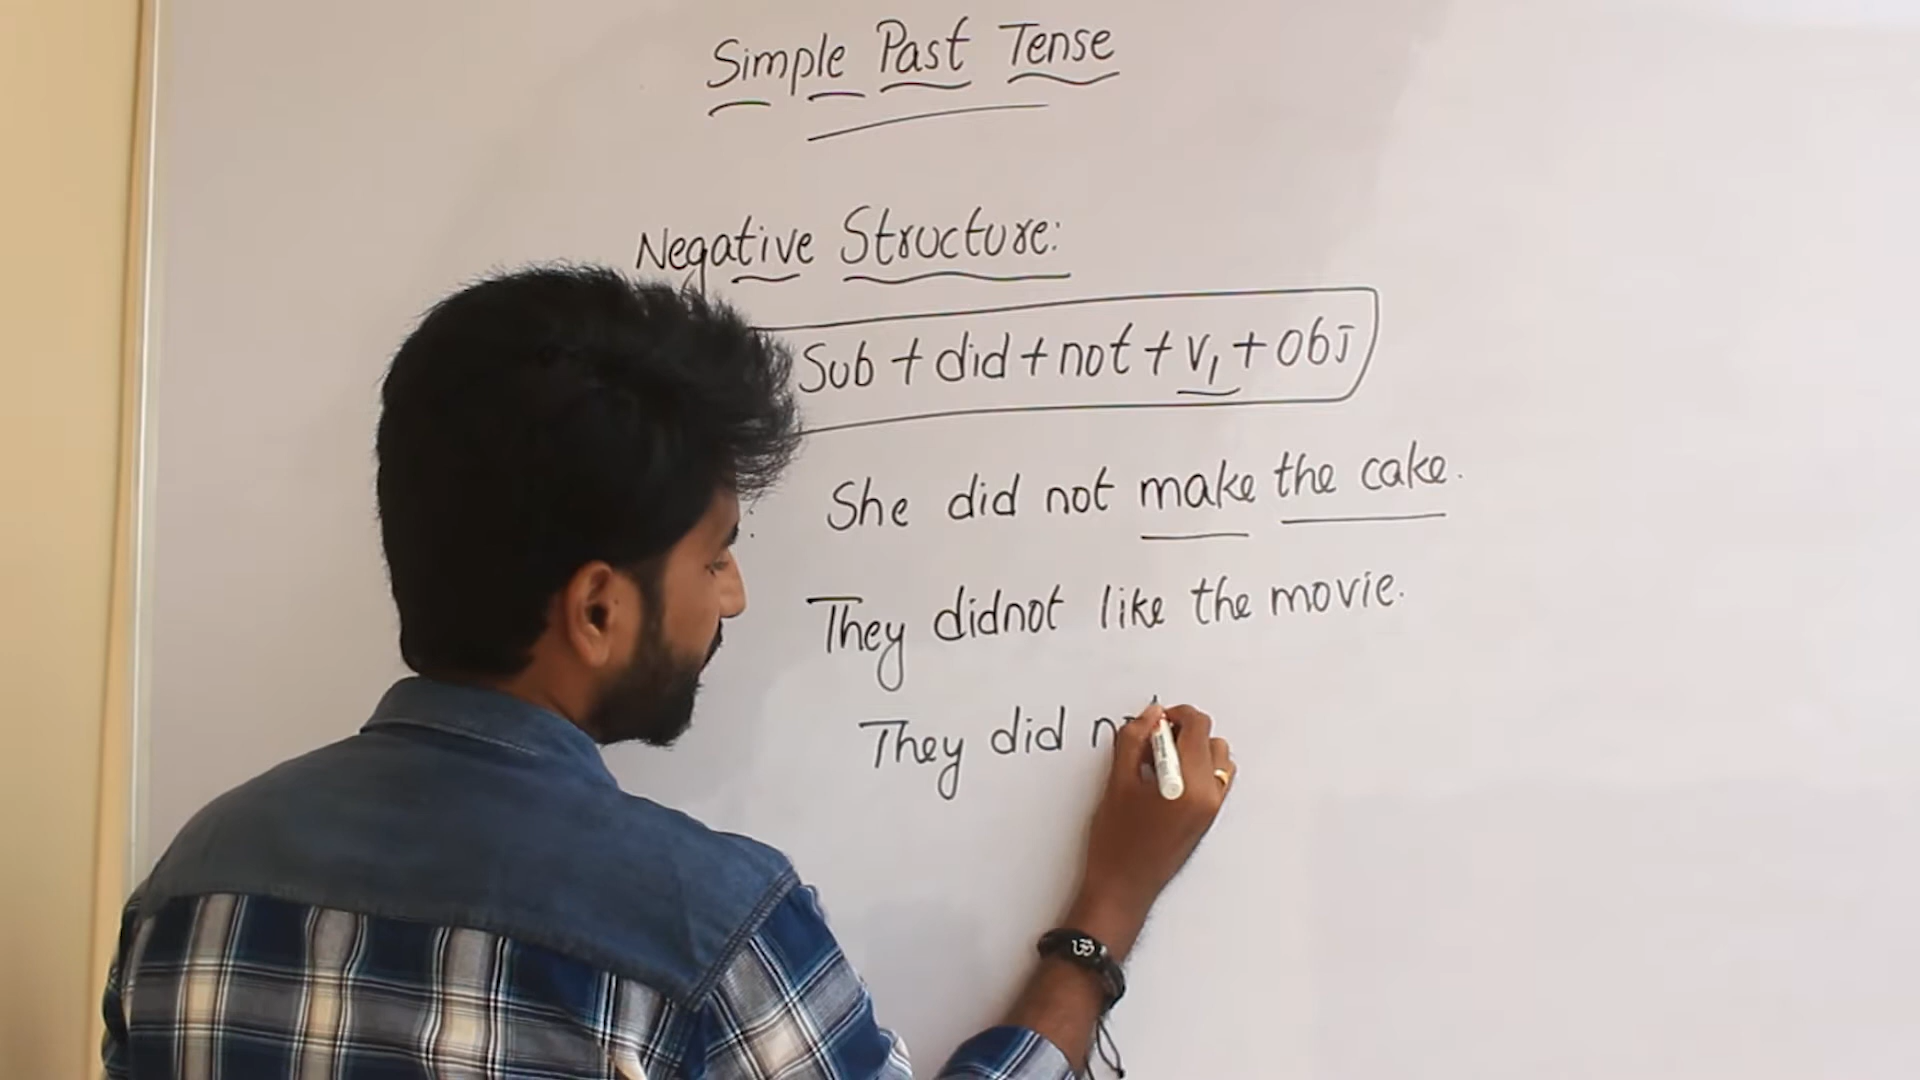 Simple Past Tense
Negative Structure:
Sub + did + not + V1 + obj
She did not make the cake.
They didnot like the movie.
They did